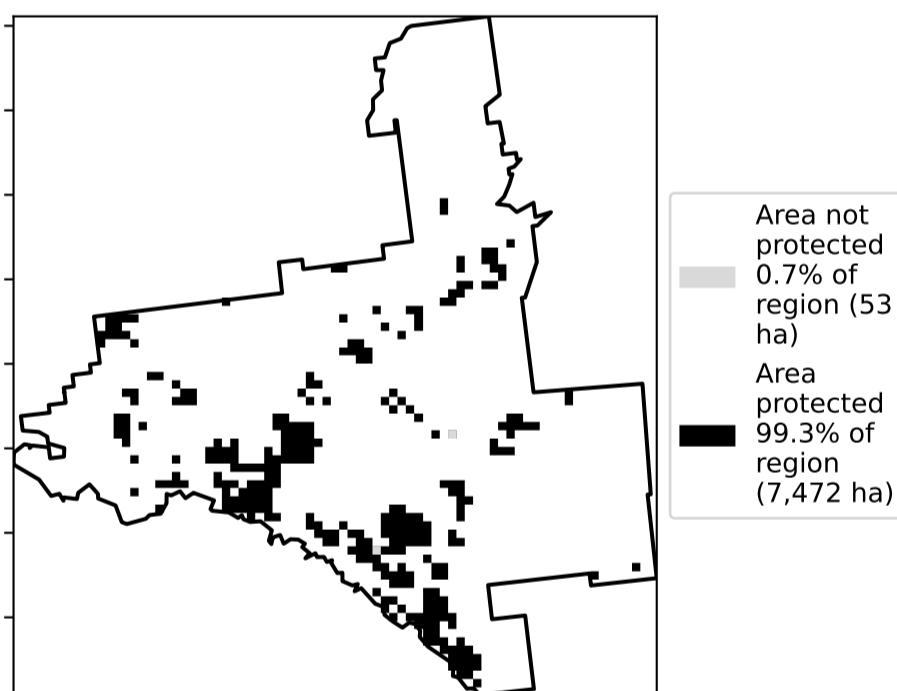 Area not
protected
0.7% of
region (53
ha)
Area
protected
99.3% of
region
(7,472 ha)